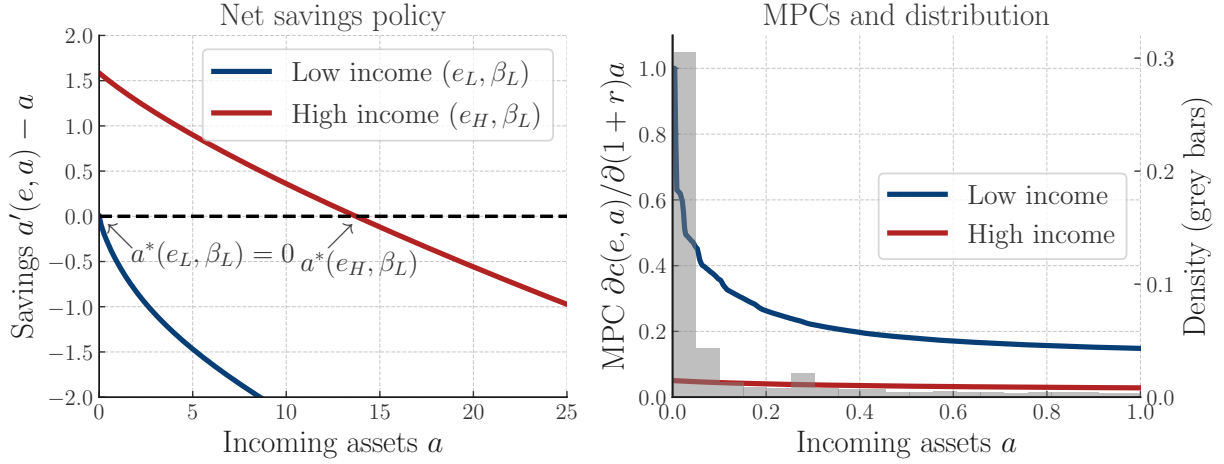 Net savings policy
Savings a′(e, a) − a
2.0
1.5
1.0
0.5
0.0
−0.5
−1.0
−1.5
−2.0
Low income (e_L, β_L)
High income (e_H, β_L)
a*(e_L, β_L) = 0
a*(e_H, β_L)
0 5 10 15 20 25
Incoming assets a
MPCs and distribution
MPC ∂c(e, a)/∂(1 + r)a
1.0
0.8
0.6
0.4
0.2
0.0
Low income
High income
0.3
0.2
0.1
0.0
Density (grey bars)
0.0 0.2 0.4 0.6 0.8 1.0
Incoming assets a